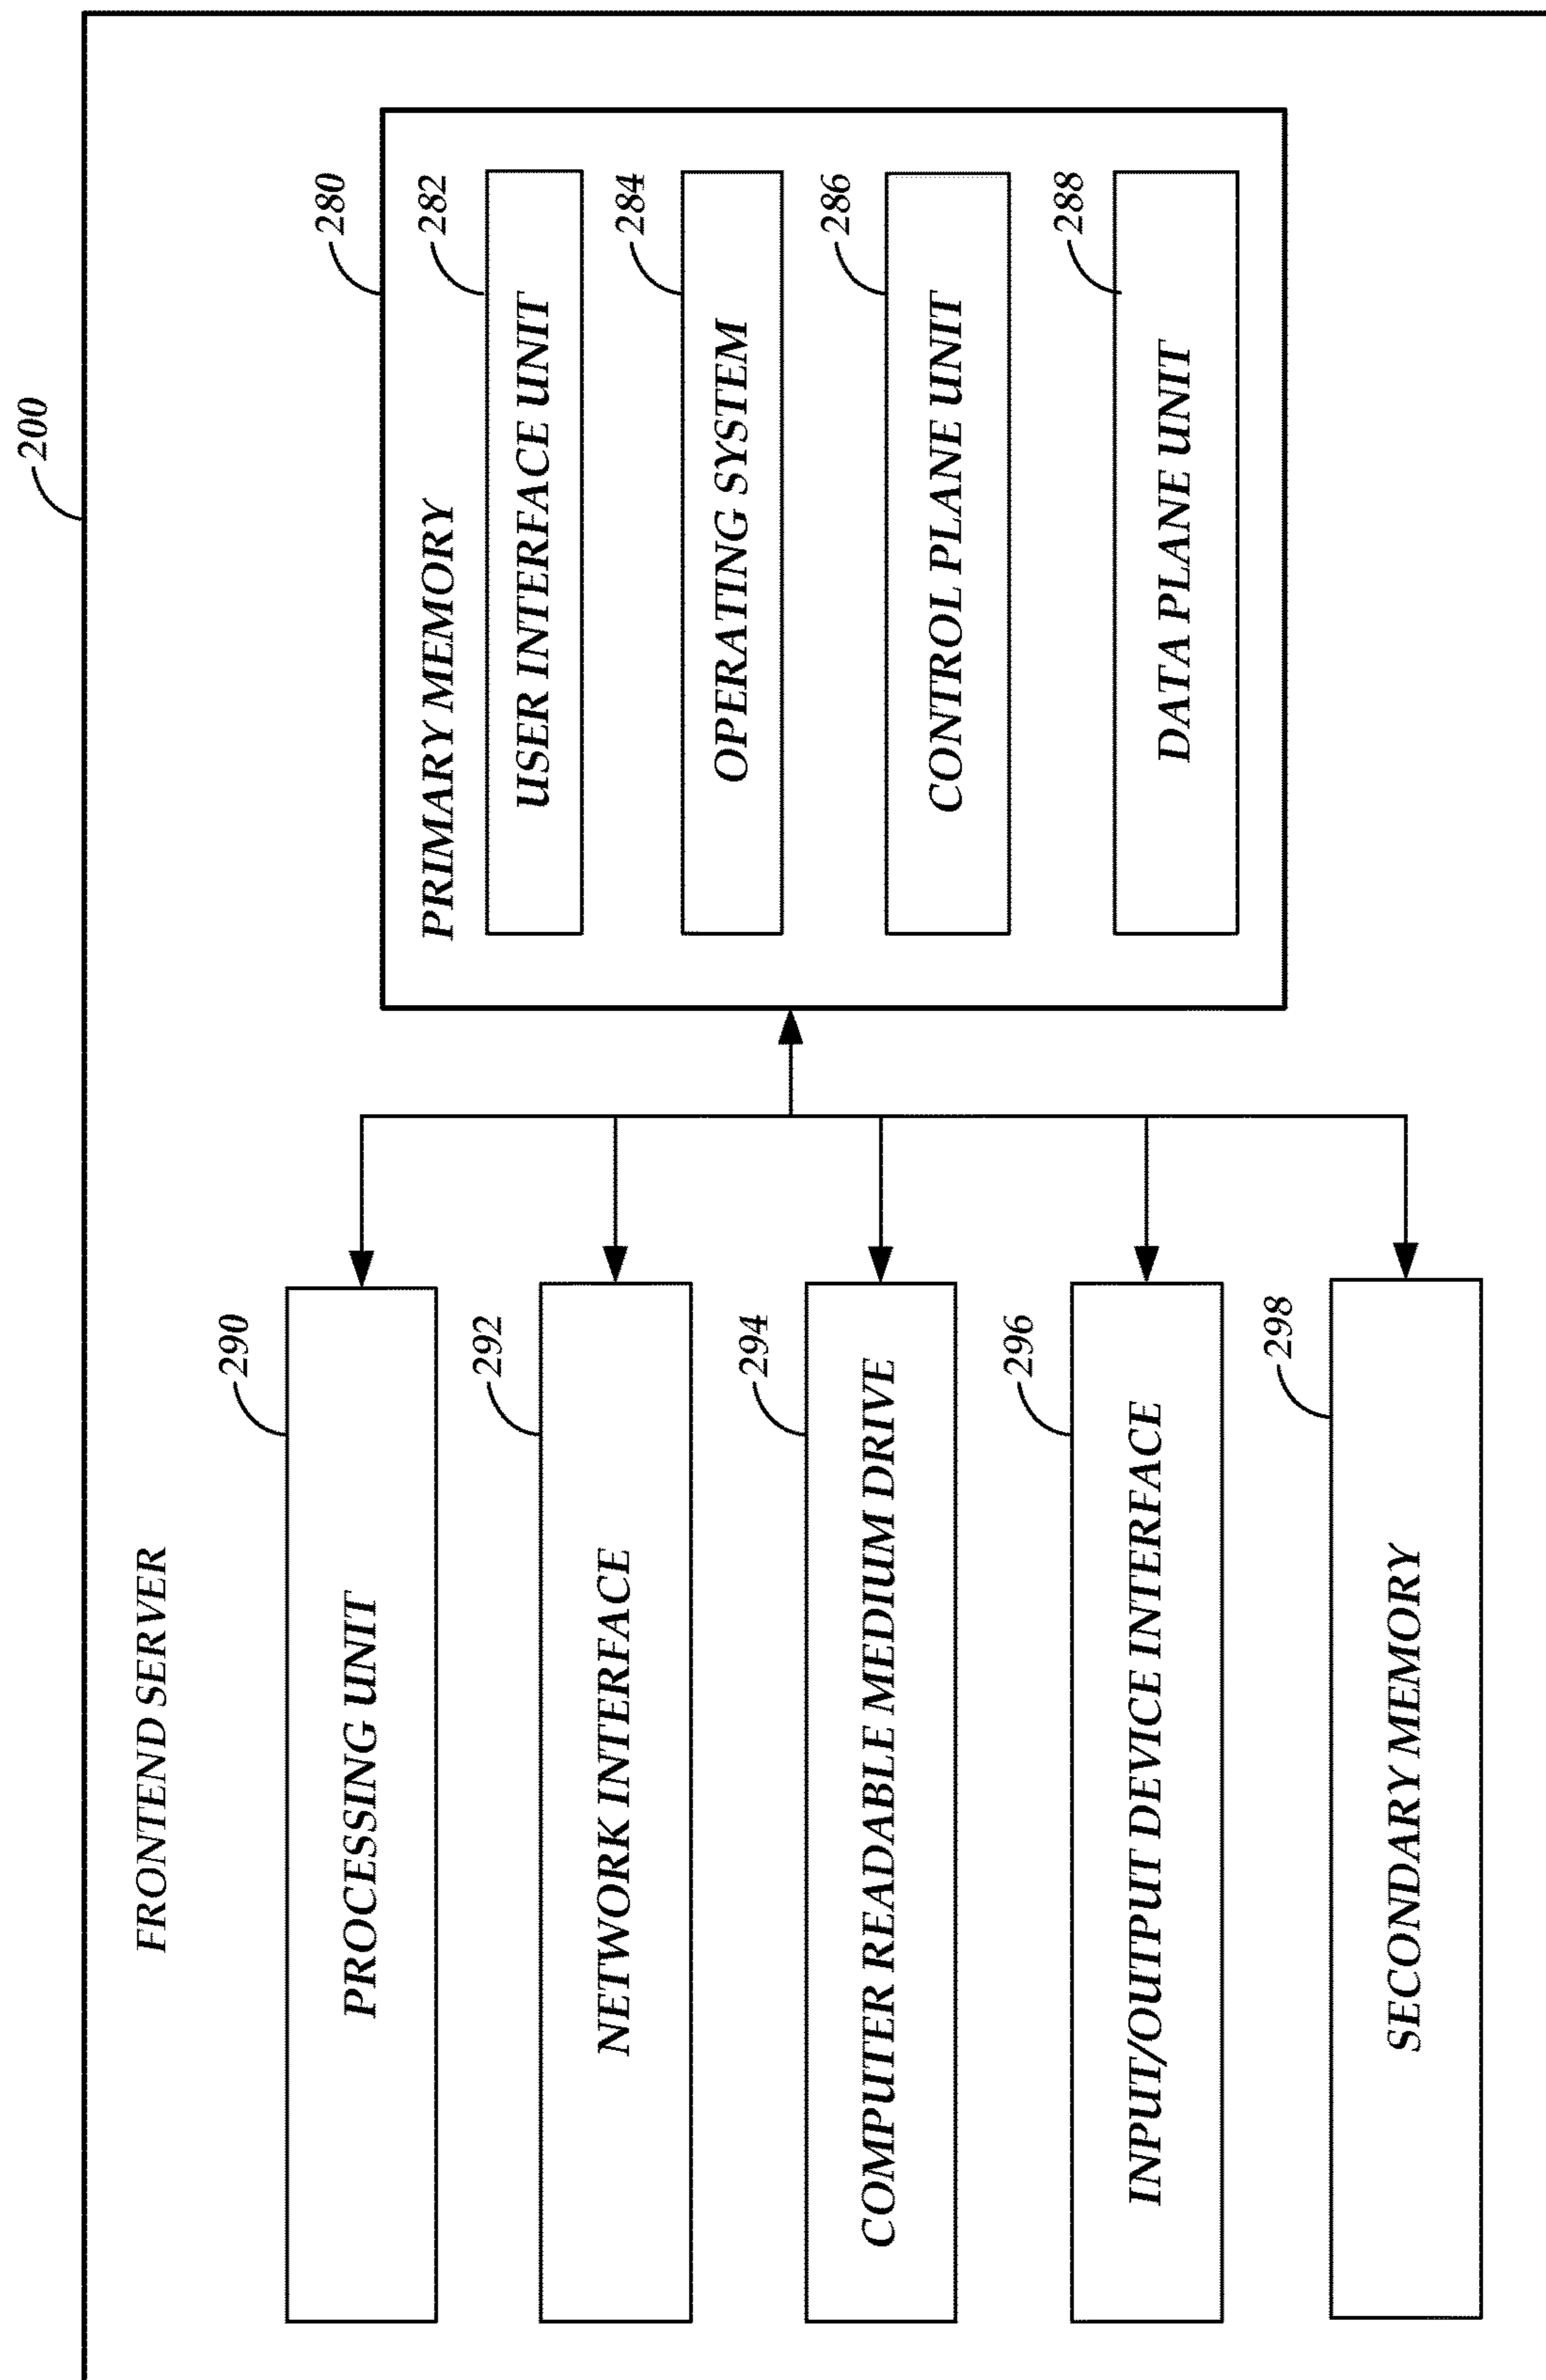 200
FRONTEND SERVER
280
290
PROCESSING UNIT
PRIMARY MEMORY
282
USER INTERFACE UNIT
292
NETWORK INTERFACE
284
OPERATING SYSTEM
294
COMPUTER READABLE MEDIUM DRIVE
286
CONTROL PLANE UNIT
296
INPUT/OUTPUT DEVICE INTERFACE
288
DATA PLANE UNIT
298
SECONDARY MEMORY